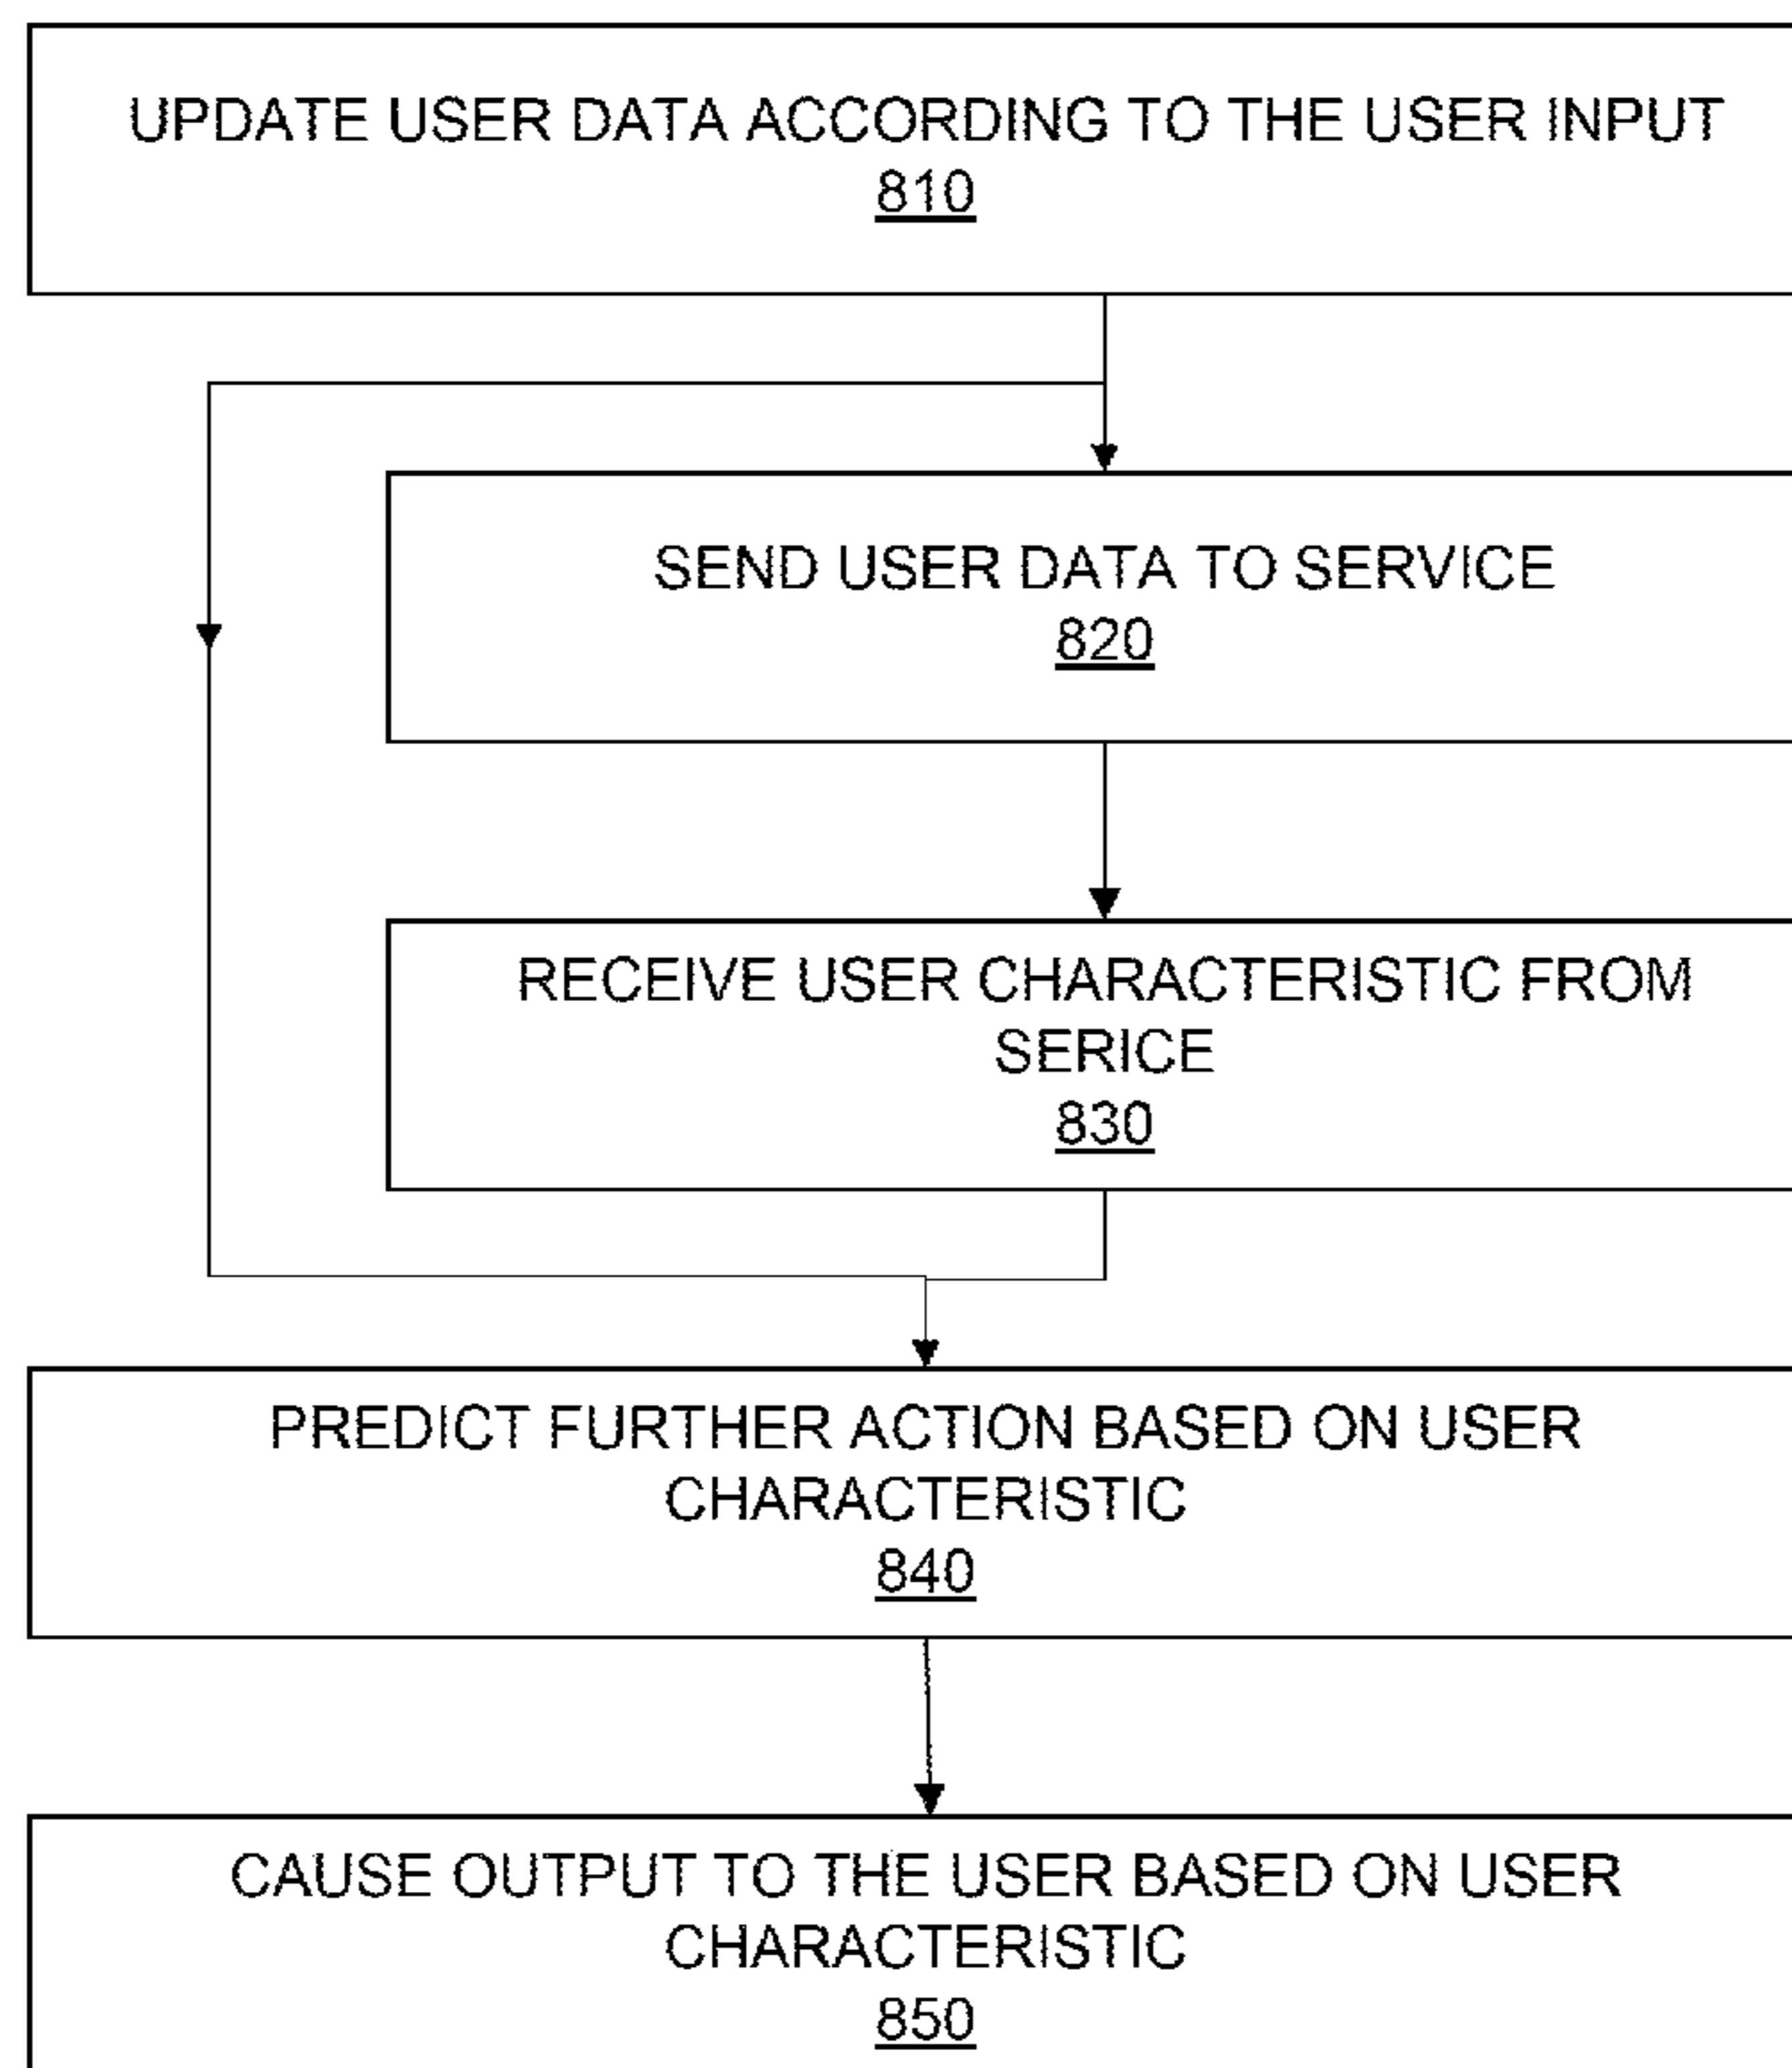 UPDATE USER DATA ACCORDING TO THE USER INPUT
810
SEND USER DATA TO SERVICE
820
RECEIVE USER CHARACTERISTIC FROM
SERICE
830
PREDICT FURTHER ACTION BASED ON USER
CHARACTERISTIC
840
CAUSE OUTPUT TO THE USER BASED ON USER
CHARACTERISTIC
850